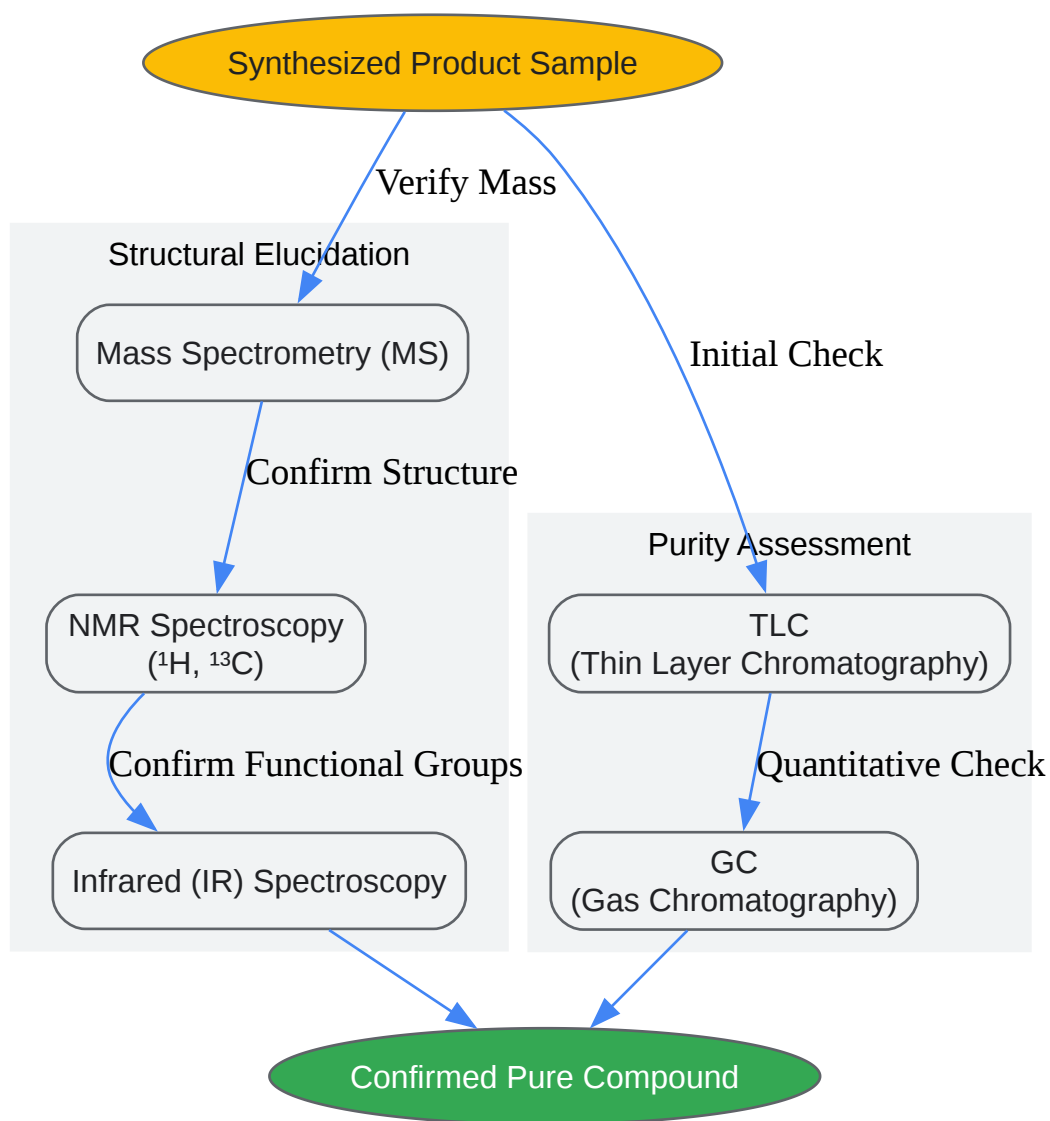 Synthesized Product Sample
Verify Mass
Structural Elucidation
Mass Spectrometry (MS)
Initial Check
Confirm Structure
Purity Assessment
NMR Spectroscopy
(¹H, ¹³C)
TLC
(Thin Layer Chromatography)
Confirm Functional Groups
Quantitative Check
Infrared (IR) Spectroscopy
GC
(Gas Chromatography)
Confirmed Pure Compound